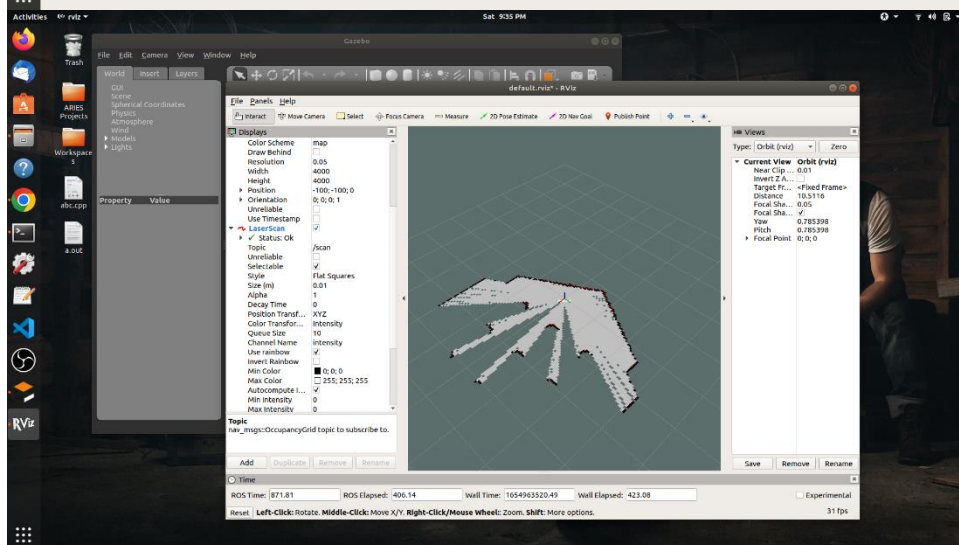 Activities
rviz
Sat 9:35 PM
Trash
ARIES Projects
Workspace s
abc.cpp
a.out
RViz
Gazebo
File Edit Camera View Window Help
World Insert Layers
GUI
Scene
Spherical Coordinates
Physics
Atmosphere
Wind
Models
Lights
Property Value
default.rviz* - RViz
File Panels Help
Interact Move Camera Select Focus Camera Measure 2D Pose Estimate 2D Nav Goal Publish Point
Displays
Color Scheme map
Draw Behind
Resolution 0.05
Width 4000
Height 4000
Position -100; -100; 0
Orientation 0; 0; 0; 1
Unreliable
Use Timestamp
LaserScan
Status: Ok
Topic /scan
Unreliable
Selectable
Style Flat Squares
Size (m) 0.01
Alpha 1
Decay Time 0
Position Transf... XYZ
Color Transfor... Intensity
Queue Size 10
Channel Name intensity
Use rainbow
Invert Rainbow
Min Color 0; 0; 0
Max Color 255; 255; 255
Autocompute I...
Min Intensity 0
Max Intensity 0
Topic
nav_msgs::OccupancyGrid topic to subscribe to.
Add Duplicate Remove Rename
Views
Type: Orbit (rviz) Zero
Current View Orbit (rviz)
Near Clip ... 0.01
Invert Z A...
Target Fr... <Fixed Frame>
Distance 10.5116
Focal Sha... 0.05
Focal Sha...
Yaw 0.785398
Pitch 0.785398
Focal Point 0; 0; 0
Save Remove Rename
Time
ROS Time: 871.81 ROS Elapsed: 406.14 Wall Time: 1654963520.49 Wall Elapsed: 423.08 Experimental
Reset Left-Click: Rotate. Middle-Click: Move X/Y. Right-Click/Mouse Wheel: Zoom. Shift: More options. 31 fps